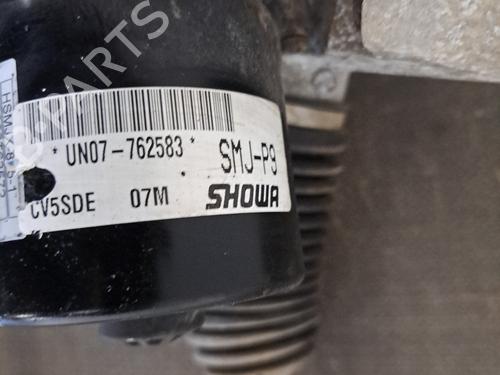 * UN07-762583 *
SMJ-P9
CV5SDE 07M
SHOWA